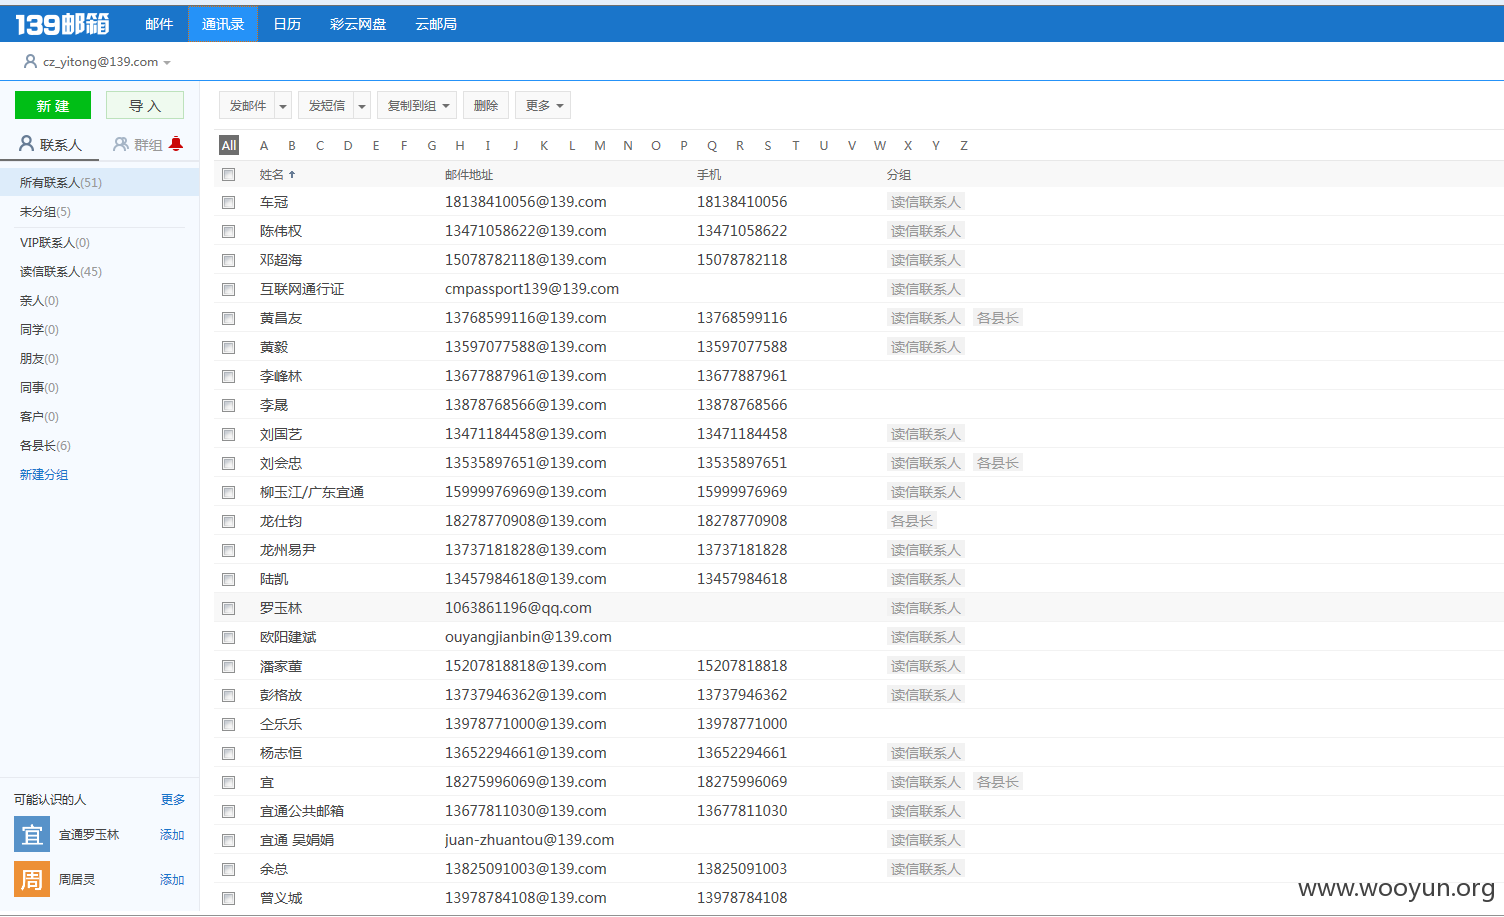 139邮箱 邮件 通讯录 日历 彩云网盘 云邮局
cz_yitong@139.com
新 建 导 入
联系人 群组
所有联系人(51)
未分组(5)
VIP联系人(0)
读信联系人(45)
亲人(0)
同学(0)
朋友(0)
同事(0)
客户(0)
各县长(6)
新建分组
可能认识的人 更多
宜 宜通罗玉林 添加
周 周居灵 添加
发邮件 发短信 复制到组 删除 更多
All A B C D E F G H I J K L M N O P Q R S T U V W X Y Z
姓名 邮件地址 手机 分组
车冠 18138410056@139.com 18138410056 读信联系人
陈伟权 13471058622@139.com 13471058622 读信联系人
邓超海 15078782118@139.com 15078782118 读信联系人
互联网通行证 cmpassport139@139.com 读信联系人
黄昌友 13768599116@139.com 13768599116 读信联系人 各县长
黄毅 13597077588@139.com 13597077588 读信联系人
李峰林 13677887961@139.com 13677887961
李晟 13878768566@139.com 13878768566
刘国艺 13471184458@139.com 13471184458 读信联系人
刘会忠 13535897651@139.com 13535897651 读信联系人 各县长
柳玉江/广东宜通 15999976969@139.com 15999976969 读信联系人
龙仕钧 18278770908@139.com 18278770908 各县长
龙州易尹 13737181828@139.com 13737181828 读信联系人
陆凯 13457984618@139.com 13457984618 读信联系人
罗玉林 1063861196@qq.com 读信联系人
欧阳建斌 ouyangjianbin@139.com 读信联系人
潘家董 15207818818@139.com 15207818818 读信联系人
彭格放 13737946362@139.com 13737946362 读信联系人
仝乐乐 13978771000@139.com 13978771000
杨志恒 13652294661@139.com 13652294661 读信联系人
宜 18275996069@139.com 18275996069 读信联系人 各县长
宜通公共邮箱 13677811030@139.com 13677811030 读信联系人
宜通 吴娟娟 juan-zhuantou@139.com 读信联系人
余总 13825091003@139.com 13825091003 读信联系人
曾义城 13978784108@139.com 13978784108
www.wooyun.org